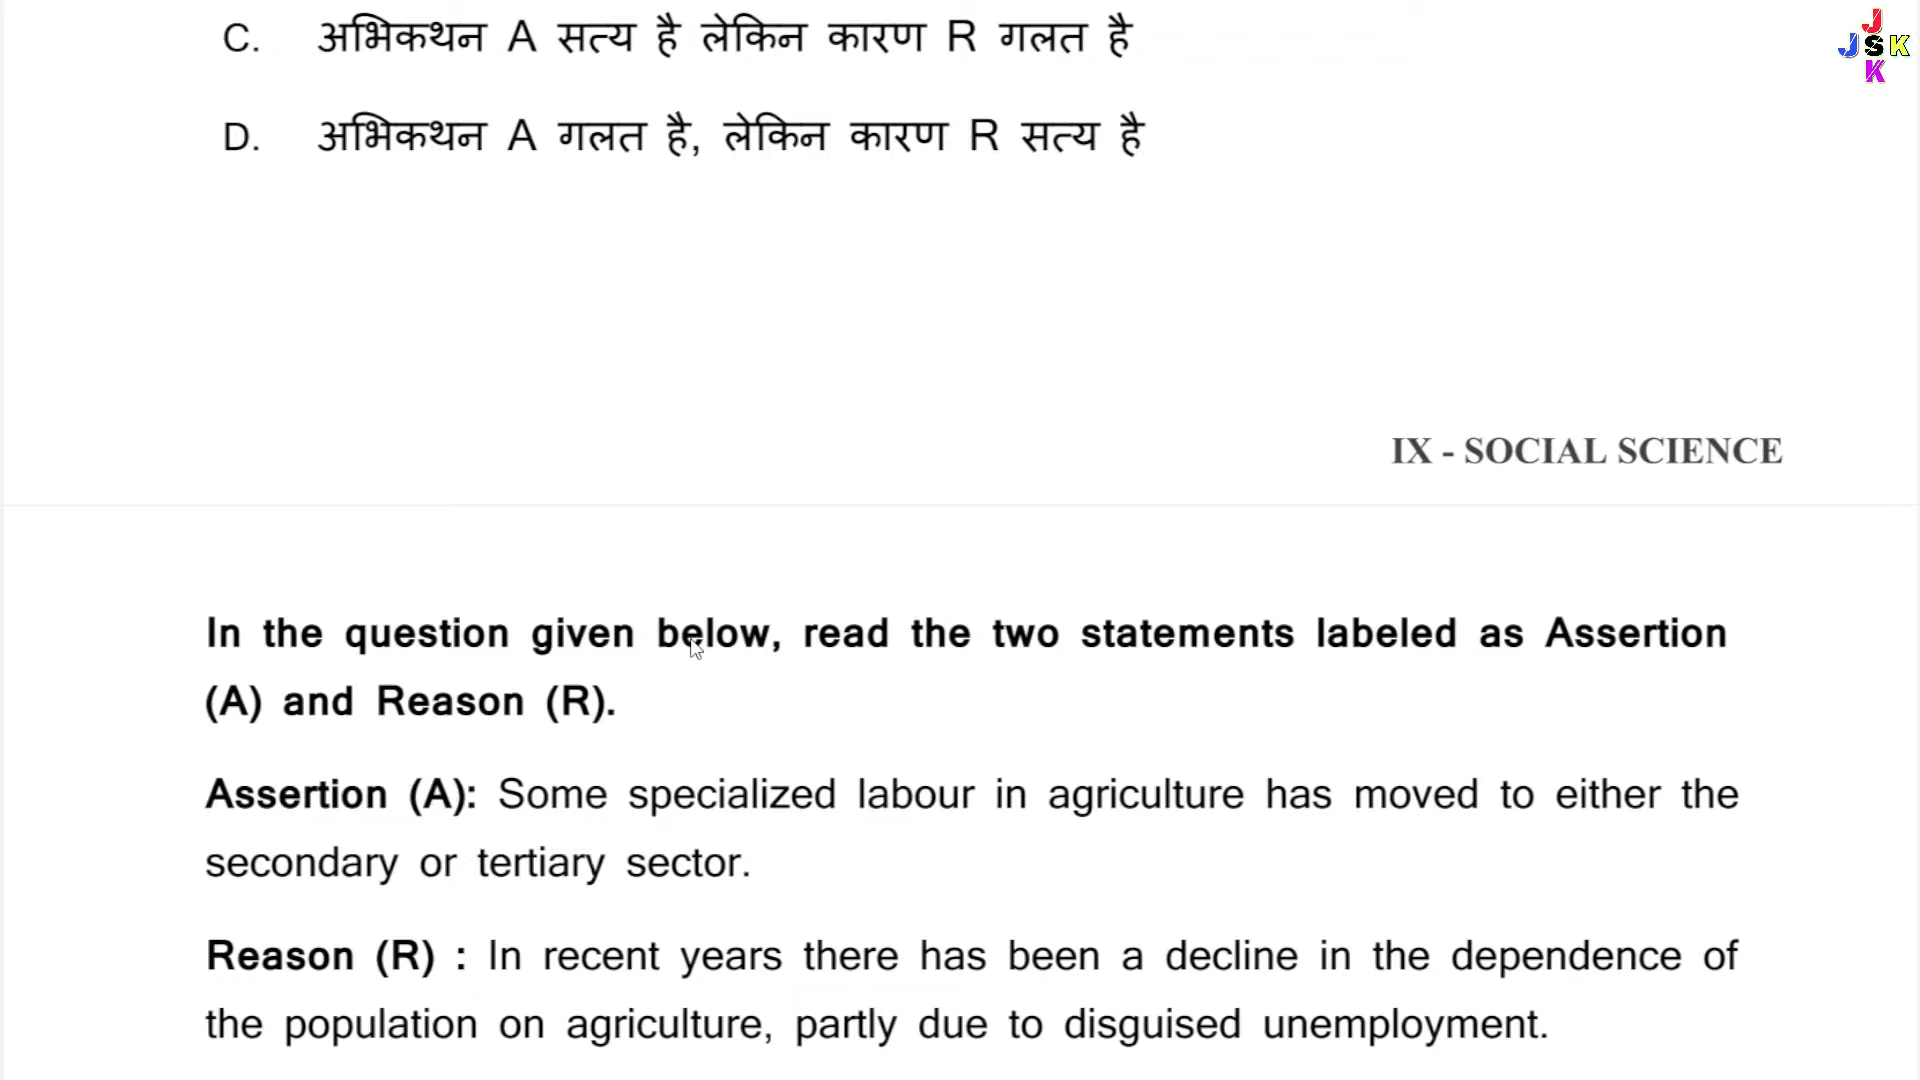 C. अभिकथन A सत्य है लेकिन कारण R गलत है
D. अभिकथन A गलत है, लेकिन कारण R सत्य है
J
J S K
K
IX - SOCIAL SCIENCE
In the question given below, read the two statements labeled as Assertion
(A) and Reason (R).
Assertion (A): Some specialized labour in agriculture has moved to either the
secondary or tertiary sector.
Reason (R) : In recent years there has been a decline in the dependence of
the population on agriculture, partly due to disguised unemployment.